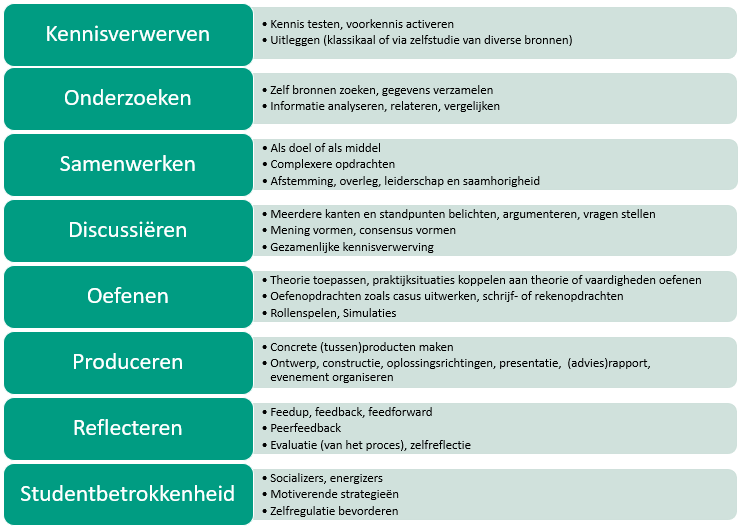 Kennisverwerven
• Kennis testen, voorkennis activeren
• Uitleggen (klassikaal of via zelfstudie van diverse bronnen)
Onderzoeken
• Zelf bronnen zoeken, gegevens verzamelen
• Informatie analyseren, relateren, vergelijken
Samenwerken
• Als doel of als middel
• Complexere opdrachten
• Afstemming, overleg, leiderschap en saamhorigheid
Discussiëren
• Meerdere kanten en standpunten belichten, argumenteren, vragen stellen
• Mening vormen, consensus vormen
• Gezamenlijke kennisverwerving
Oefenen
• Theorie toepassen, praktijksituaties koppelen aan theorie of vaardigheden oefenen
• Oefenopdrachten zoals casus uitwerken, schrijf- of rekenopdrachten
• Rollenspelen, Simulaties
Produceren
• Concrete (tussen)producten maken
• Ontwerp, constructie, oplossingsrichtingen, presentatie, (advies)rapport,
evenement organiseren
Reflecteren
• Feedup, feedback, feedforward
• Peerfeedback
• Evaluatie (van het proces), zelfreflectie
Studentbetrokkenheid
• Socializers, energizers
• Motiverende strategieën
• Zelfregulatie bevorderen